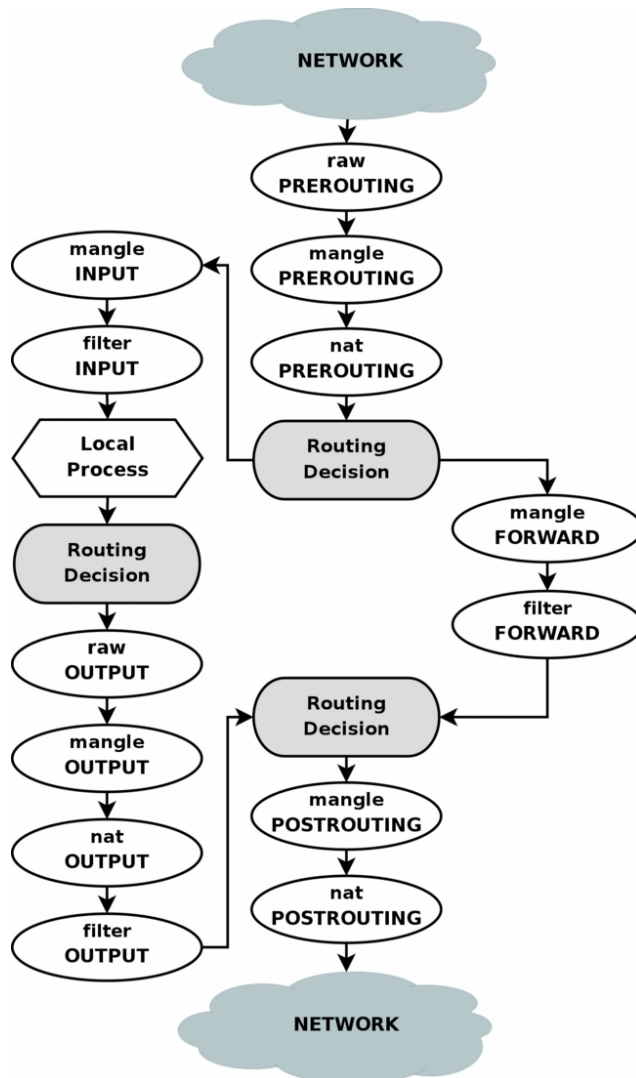 NETWORK
raw
PREROUTING
mangle
PREROUTING
nat
PREROUTING
Routing
Decision
mangle
INPUT
filter
INPUT
Local
Process
Routing
Decision
raw
OUTPUT
mangle
OUTPUT
nat
OUTPUT
filter
OUTPUT
mangle
FORWARD
filter
FORWARD
Routing
Decision
mangle
POSTROUTING
nat
POSTROUTING
NETWORK